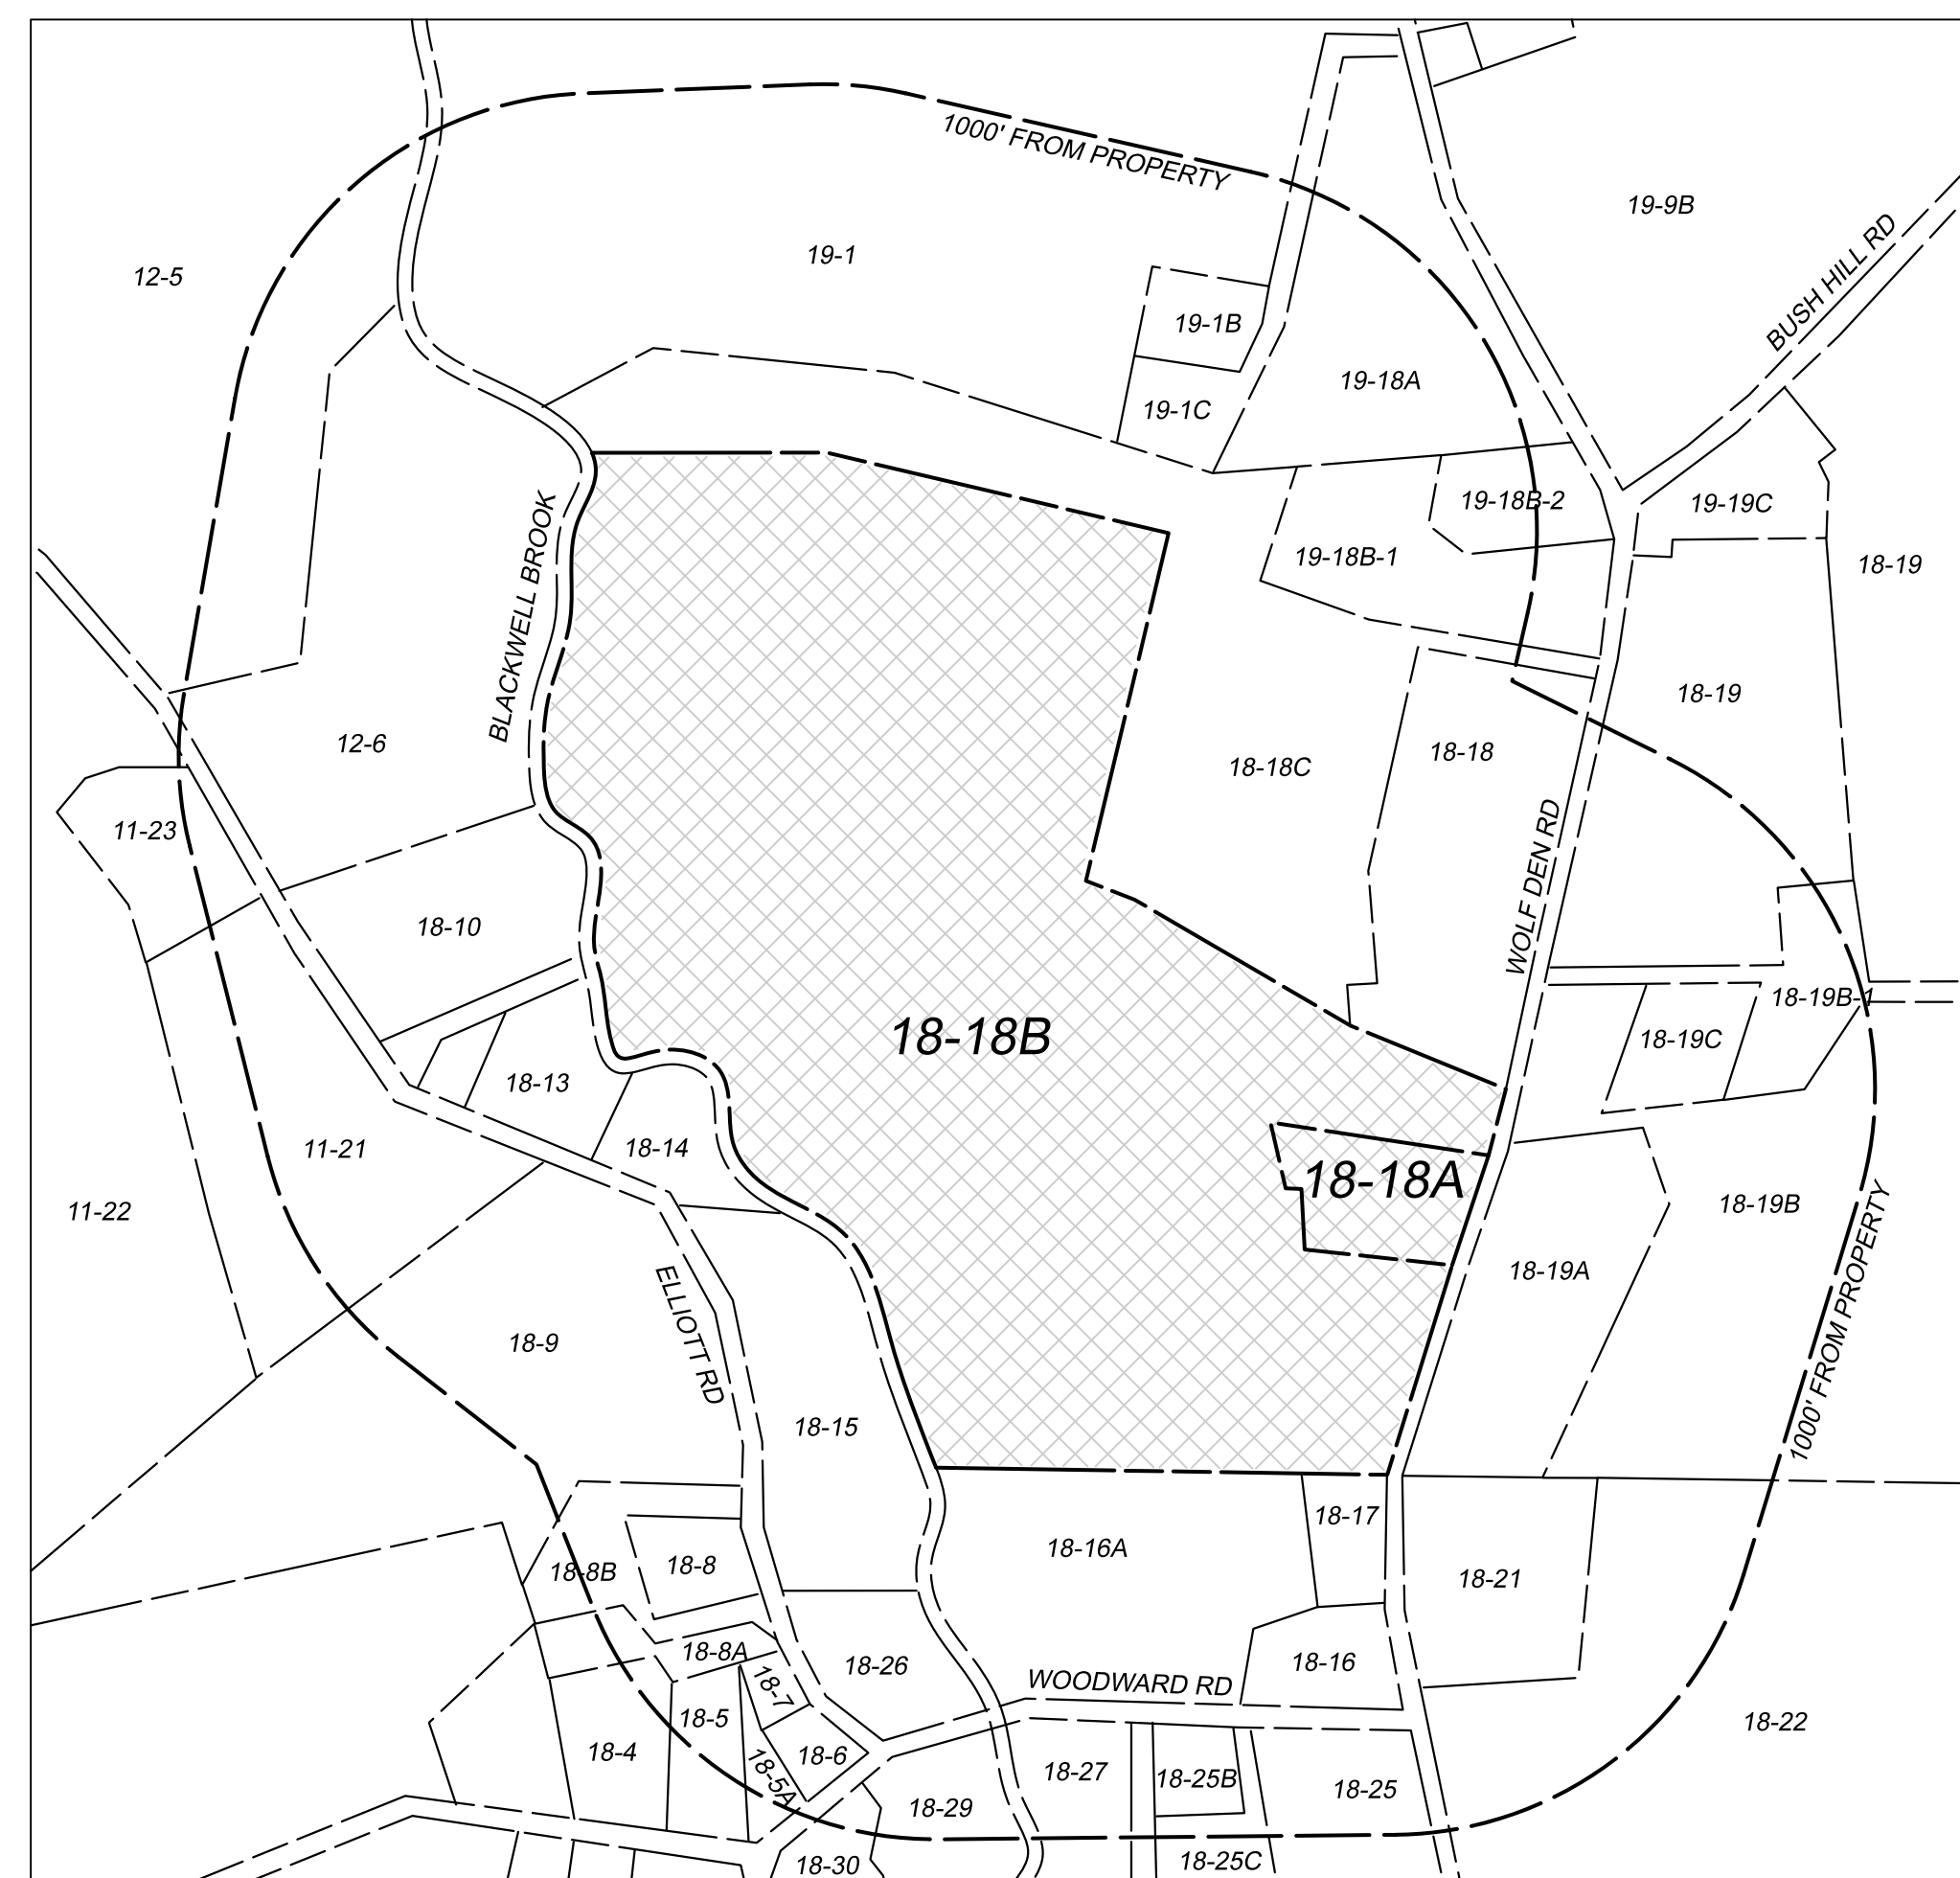 1000' FROM PROPERTY
19-9B
BUSH HILL RD
19-1
12-5
19-1B
19-18A
19-1C
19-18B-2
19-19C
19-18B-1
18-19
BLACKWELL BROOK
18-19
12-6
18-18
18-18C
11-23
WOLF DEN RD
18-10
18-19B-1
18-18B
18-19C
18-13
11-21
18-14
18-18A
11-22
18-19B
1000' FROM PROPERTY
18-19A
ELLIOTT RD
18-9
18-15
18-17
18-16A
18-8B
18-8
18-21
18-8A
18-26
18-16
WOODWARD RD
18-7
18-5
18-22
18-4
18-6
18-5A
18-27
18-25B
18-25
18-29
18-30
18-25C